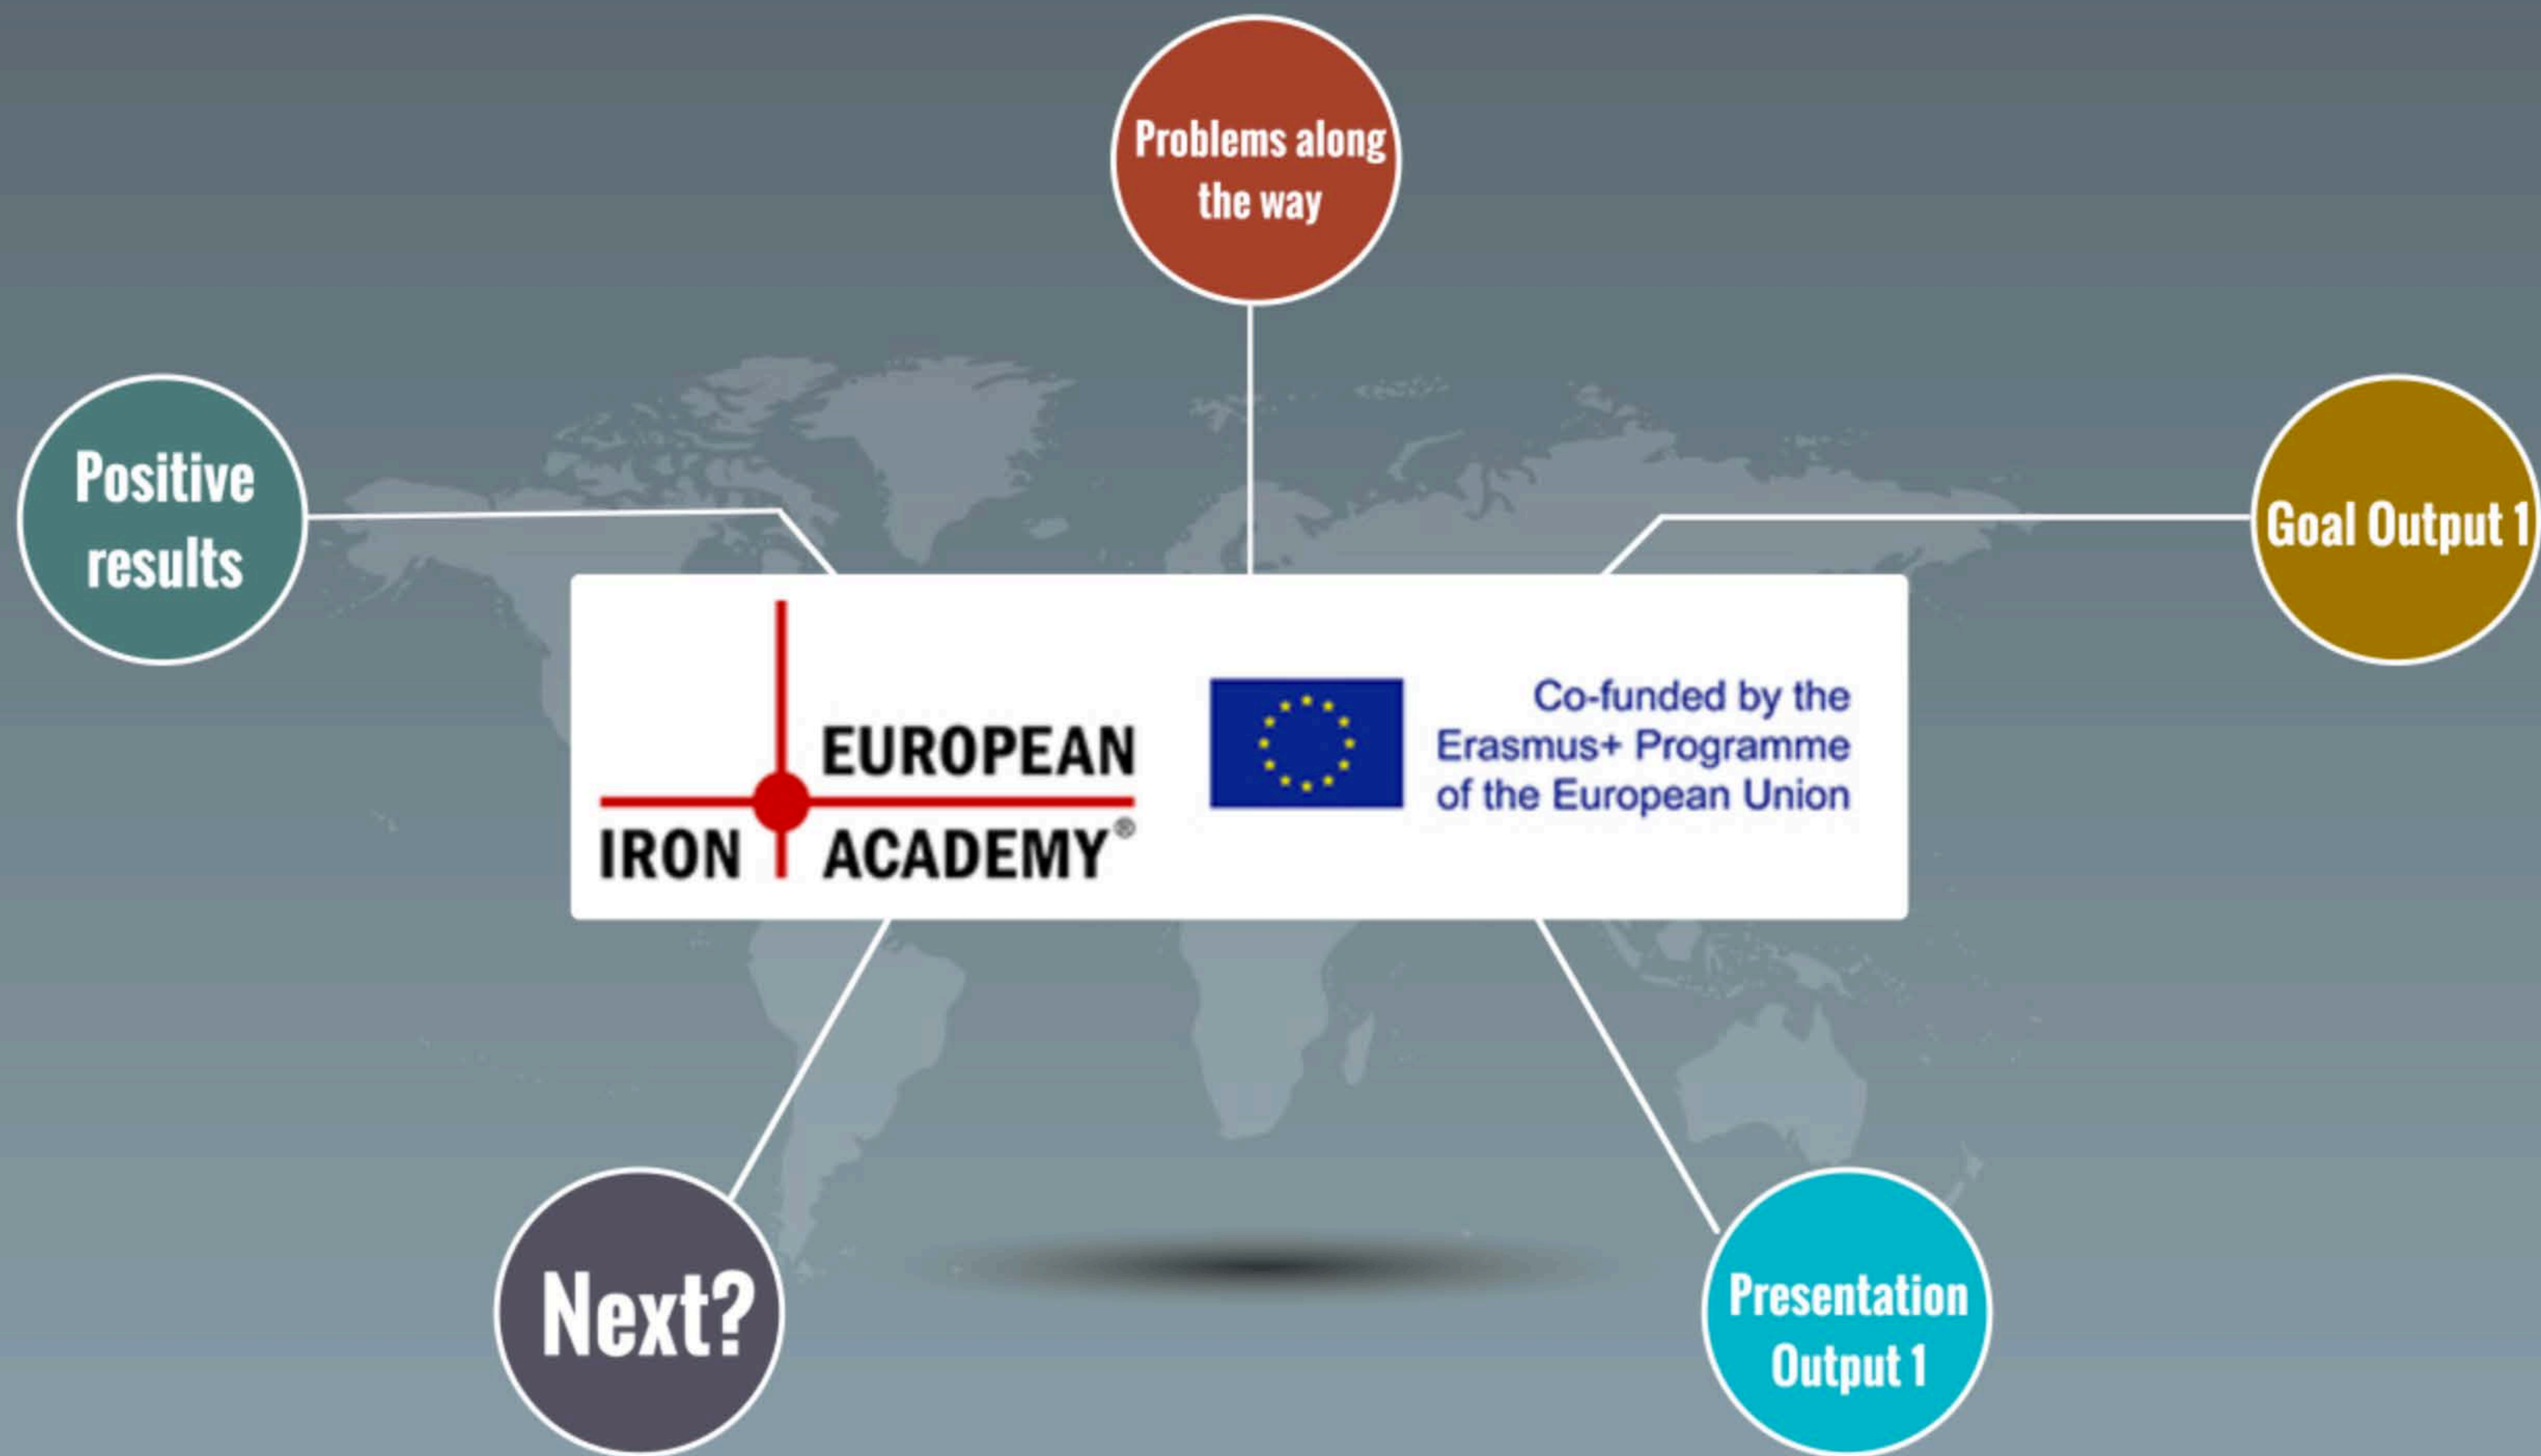 Problems along
the way
Positive
results
Goal Output 1
EUROPEAN
IRON ACADEMY®
Co-funded by the
Erasmus+ Programme
of the European Union
Next?
Presentation
Output 1